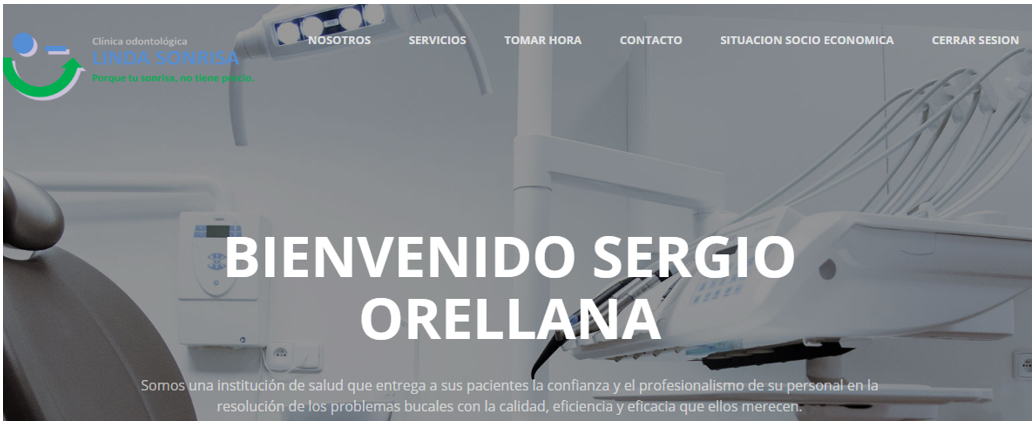 Clínica odontológica
LINDA SONRISA
Porque tu sonrisa, no tiene precio.
NOSOTROS SERVICIOS TOMAR HORA CONTACTO SITUACION SOCIO ECONOMICA CERRAR SESION
BIENVENIDO SERGIO
ORELLANA
Somos una institución de salud que entrega a sus pacientes la confianza y el profesionalismo de su personal en la
resolución de los problemas bucales con la calidad, eficiencia y eficacia que ellos merecen.